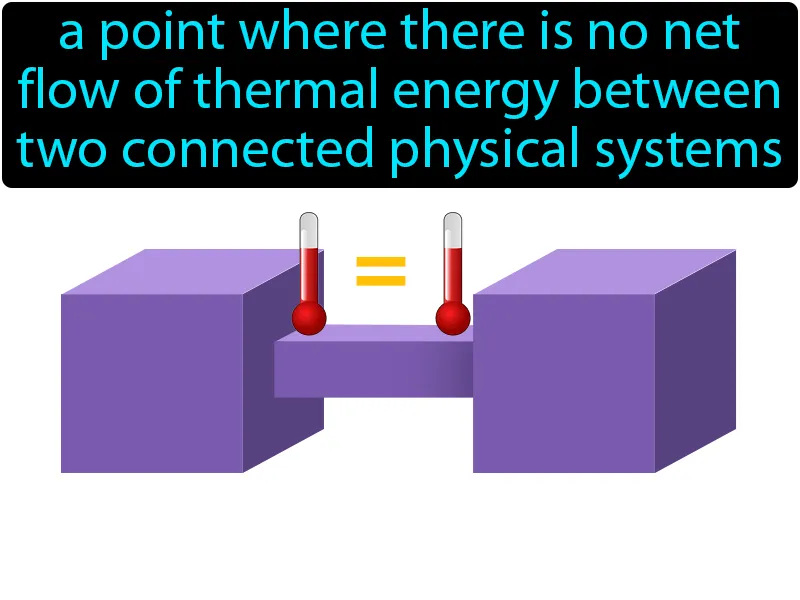 a point where there is no net
flow of thermal energy between
two connected physical systems
=